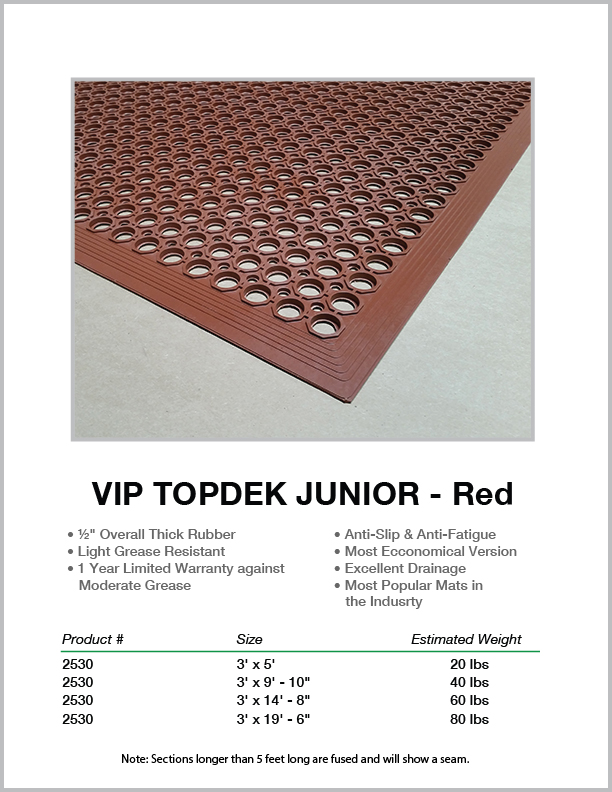 VIP TOPDEK JUNIOR - Red
• ½" Overall Thick Rubber
• Light Grease Resistant
• 1 Year Limited Warranty against
Moderate Grease
• Anti-Slip & Anti-Fatigue
• Most Ecconomical Version
• Excellent Drainage
• Most Popular Mats in
the Indusrty
Product # Size Estimated Weight
2530 3' x 5' 20 lbs
2530 3' x 9' - 10" 40 lbs
2530 3' x 14' - 8" 60 lbs
2530 3' x 19' - 6" 80 lbs
Note: Sections longer than 5 feet long are fused and will show a seam.